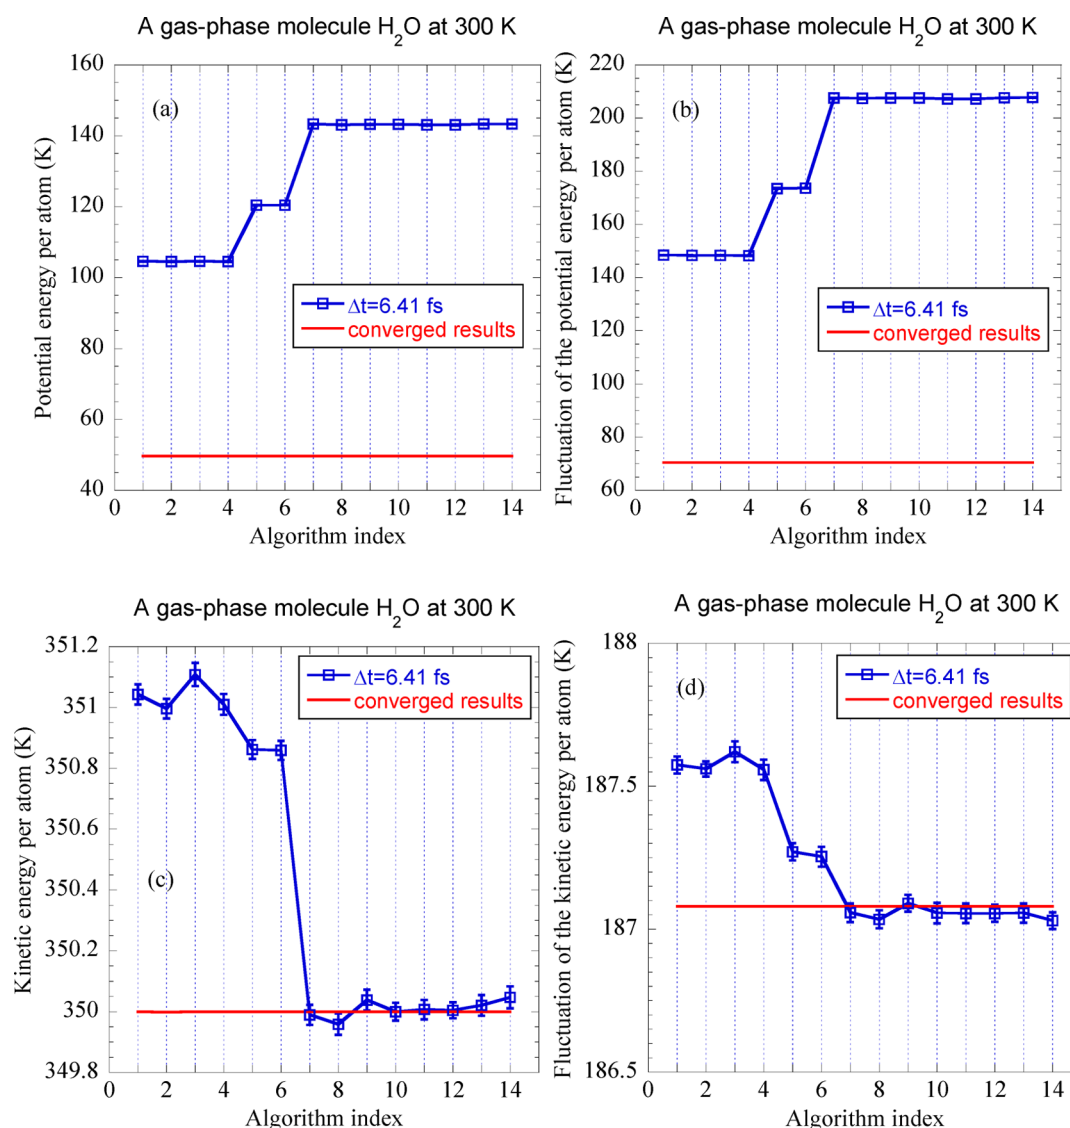 A gas-phase molecule H₂O at 300 K
160
140
120
100
80
60
40
0 2 4 6 8 10 12 14
Potential energy per atom (K)
Algorithm index
(a)
Δt=6.41 fs
converged results
A gas-phase molecule H₂O at 300 K
220
200
180
160
140
120
100
80
60
0 2 4 6 8 10 12 14
Fluctuation of the potential energy per atom (K)
Algorithm index
(b)
Δt=6.41 fs
converged results
A gas-phase molecule H₂O at 300 K
351.2
351
350.8
350.6
350.4
350.2
350
349.8
0 2 4 6 8 10 12 14
Kinetic energy per atom (K)
Algorithm index
(c)
Δt=6.41 fs
converged results
A gas-phase molecule H₂O at 300 K
188
187.5
187
186.5
0 2 4 6 8 10 12 14
Fluctuation of the kinetic energy per atom (K)
Algorithm index
(d)
Δt=6.41 fs
converged results